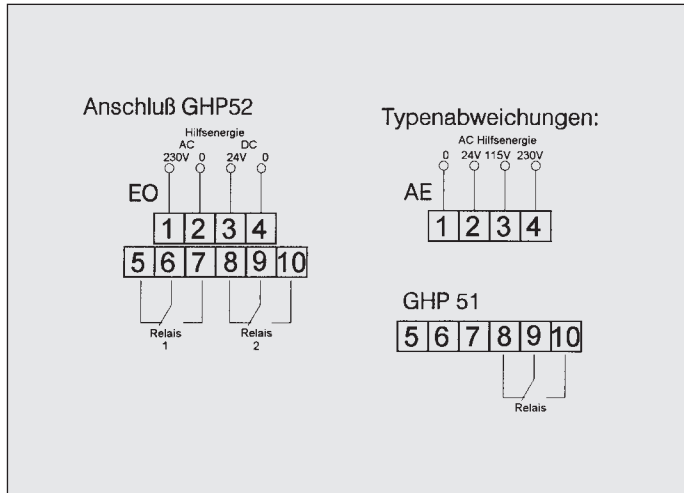 Anschluß GHP52
Hilfsenergie
AC DC
230V 0 24V 0
EO
1 2 3 4
5 6 7 8 9 10
Relais 1
Relais 2
Typenabweichungen:
AC Hilfsenergie
0 24V 115V 230V
AE
1 2 3 4
GHP 51
5 6 7 8 9 10
Relais